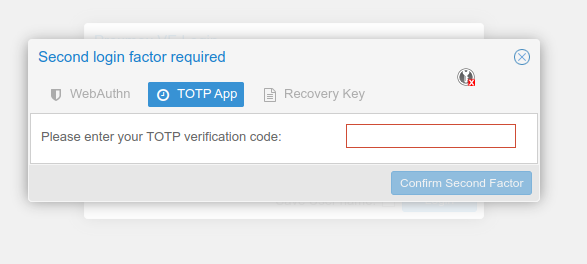 Second login factor required
WebAuthn TOTP App Recovery Key
Please enter your TOTP verification code:
Confirm Second Factor